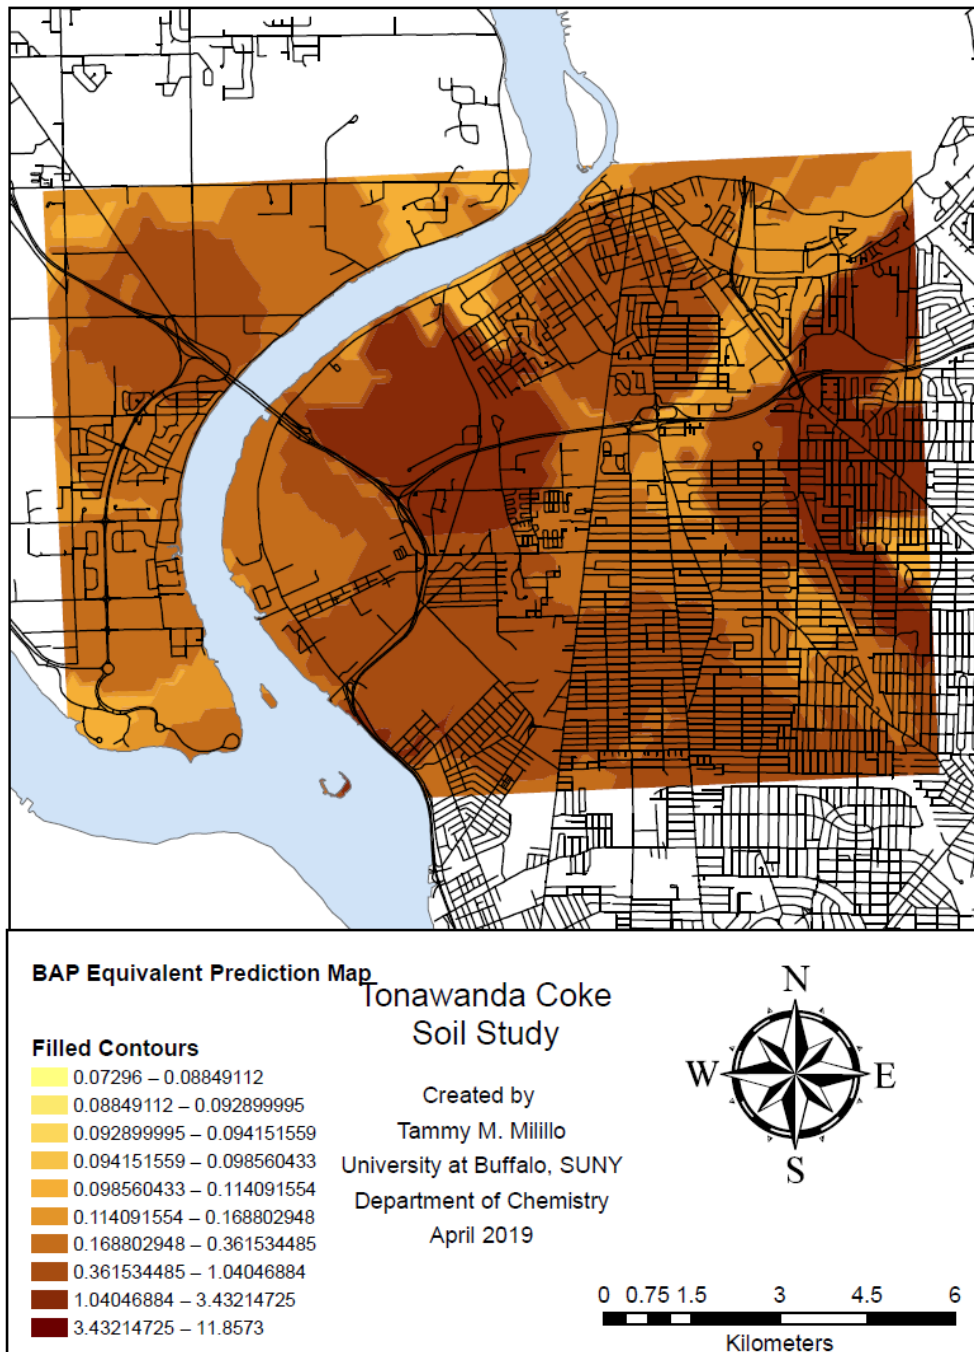 BAP Equivalent Prediction Map
Tonawanda Coke
Soil Study
Created by
Tammy M. Milillo
University at Buffalo, SUNY
Department of Chemistry
April 2019
Filled Contours
0.07296 – 0.08849112
0.08849112 – 0.092899995
0.092899995 – 0.094151559
0.094151559 – 0.098560433
0.098560433 – 0.114091554
0.114091554 – 0.168802948
0.168802948 – 0.361534485
0.361534485 – 1.04046884
1.04046884 – 3.43214725
3.43214725 – 11.8573
N
W E
S
0 0.75 1.5 3 4.5 6
Kilometers